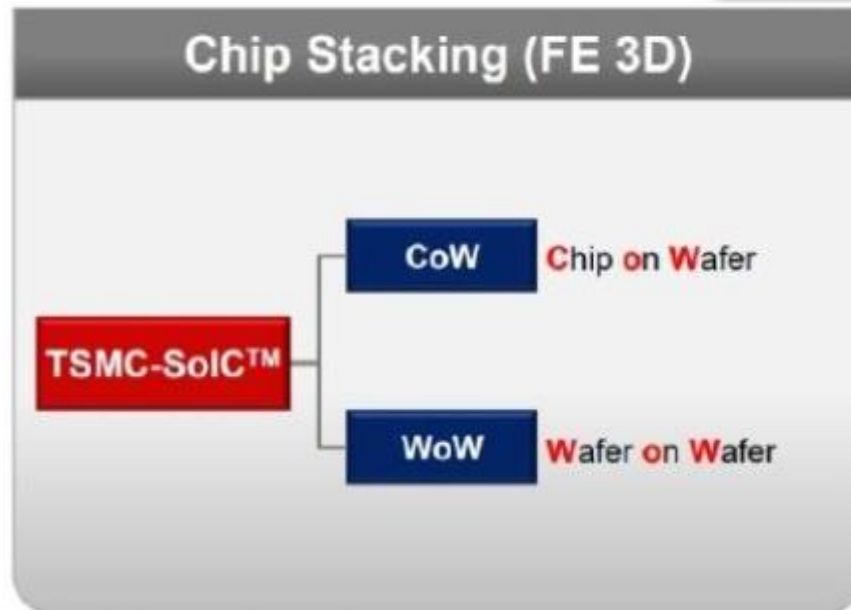 Chip Stacking (FE 3D)
CoW
Chip on Wafer
TSMC-SoIC™
WoW
Wafer on Wafer